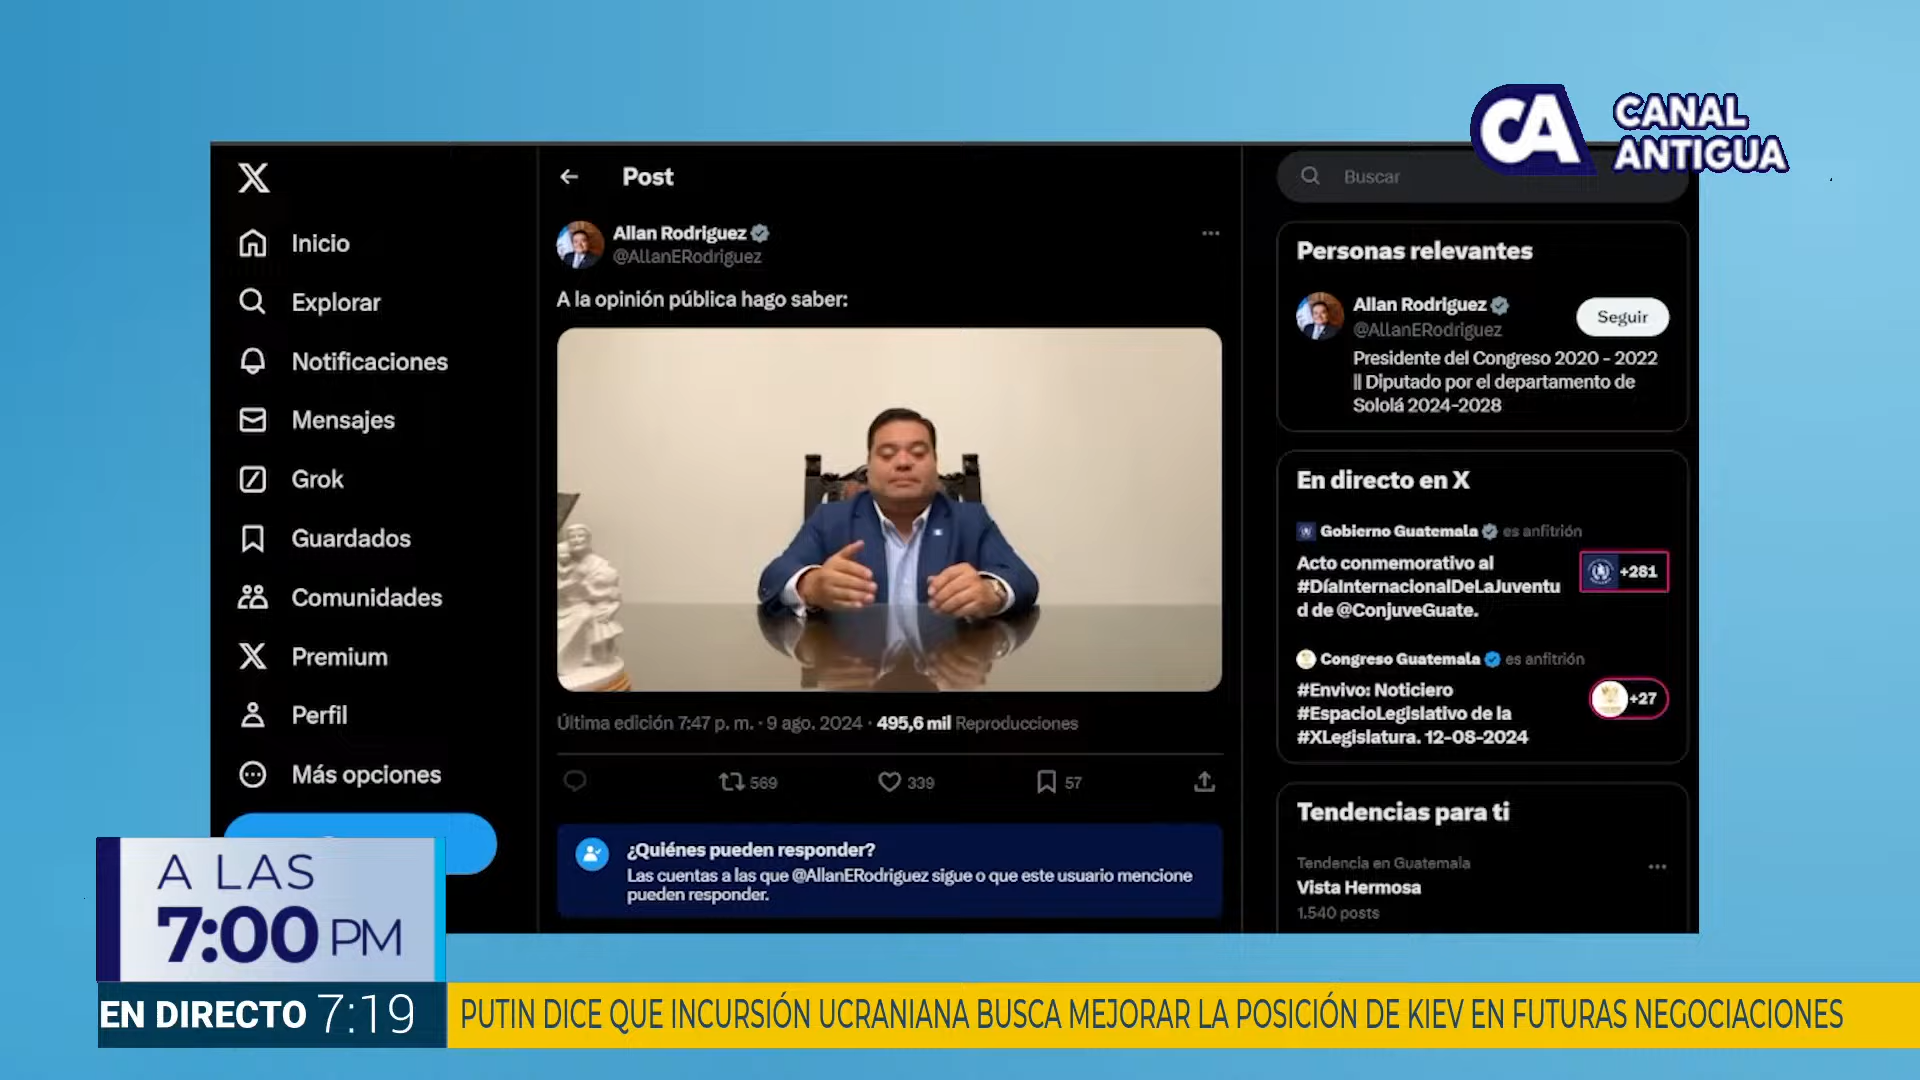 CA CANAL
ANTIGUA
Inicio
Explorar
Notificaciones
Mensajes
Grok
Guardados
Comunidades
Premium
Perfil
Más opciones
Post
Allan Rodriguez
@AllanERodriguez
A la opinión pública hago saber:
Última edición 7:47 p. m. · 9 ago. 2024 · 495,6 mil Reproducciones
569
339
57
¿Quiénes pueden responder?
Las cuentas a las que @AllanERodriguez sigue o que este usuario mencione
pueden responder.
Buscar
Personas relevantes
Allan Rodriguez
@AllanERodriguez
Seguir
Presidente del Congreso 2020 - 2022
|| Diputado por el departamento de
Sololá 2024-2028
En directo en X
Gobierno Guatemala es anfitrión
Acto conmemorativo al
#DíaInternacionalDeLaJuventu
d de @ConjuveGuate.
+281
Congreso Guatemala es anfitrión
#Envivo: Noticiero
#EspacioLegislativo de la
#XLegislatura. 12-08-2024
+27
Tendencias para ti
Tendencia en Guatemala
Vista Hermosa
1.540 posts
A LAS
7:00 PM
EN DIRECTO 7:19
PUTIN DICE QUE INCURSIÓN UCRANIANA BUSCA MEJORAR LA POSICIÓN DE KIEV EN FUTURAS NEGOCIACIONES